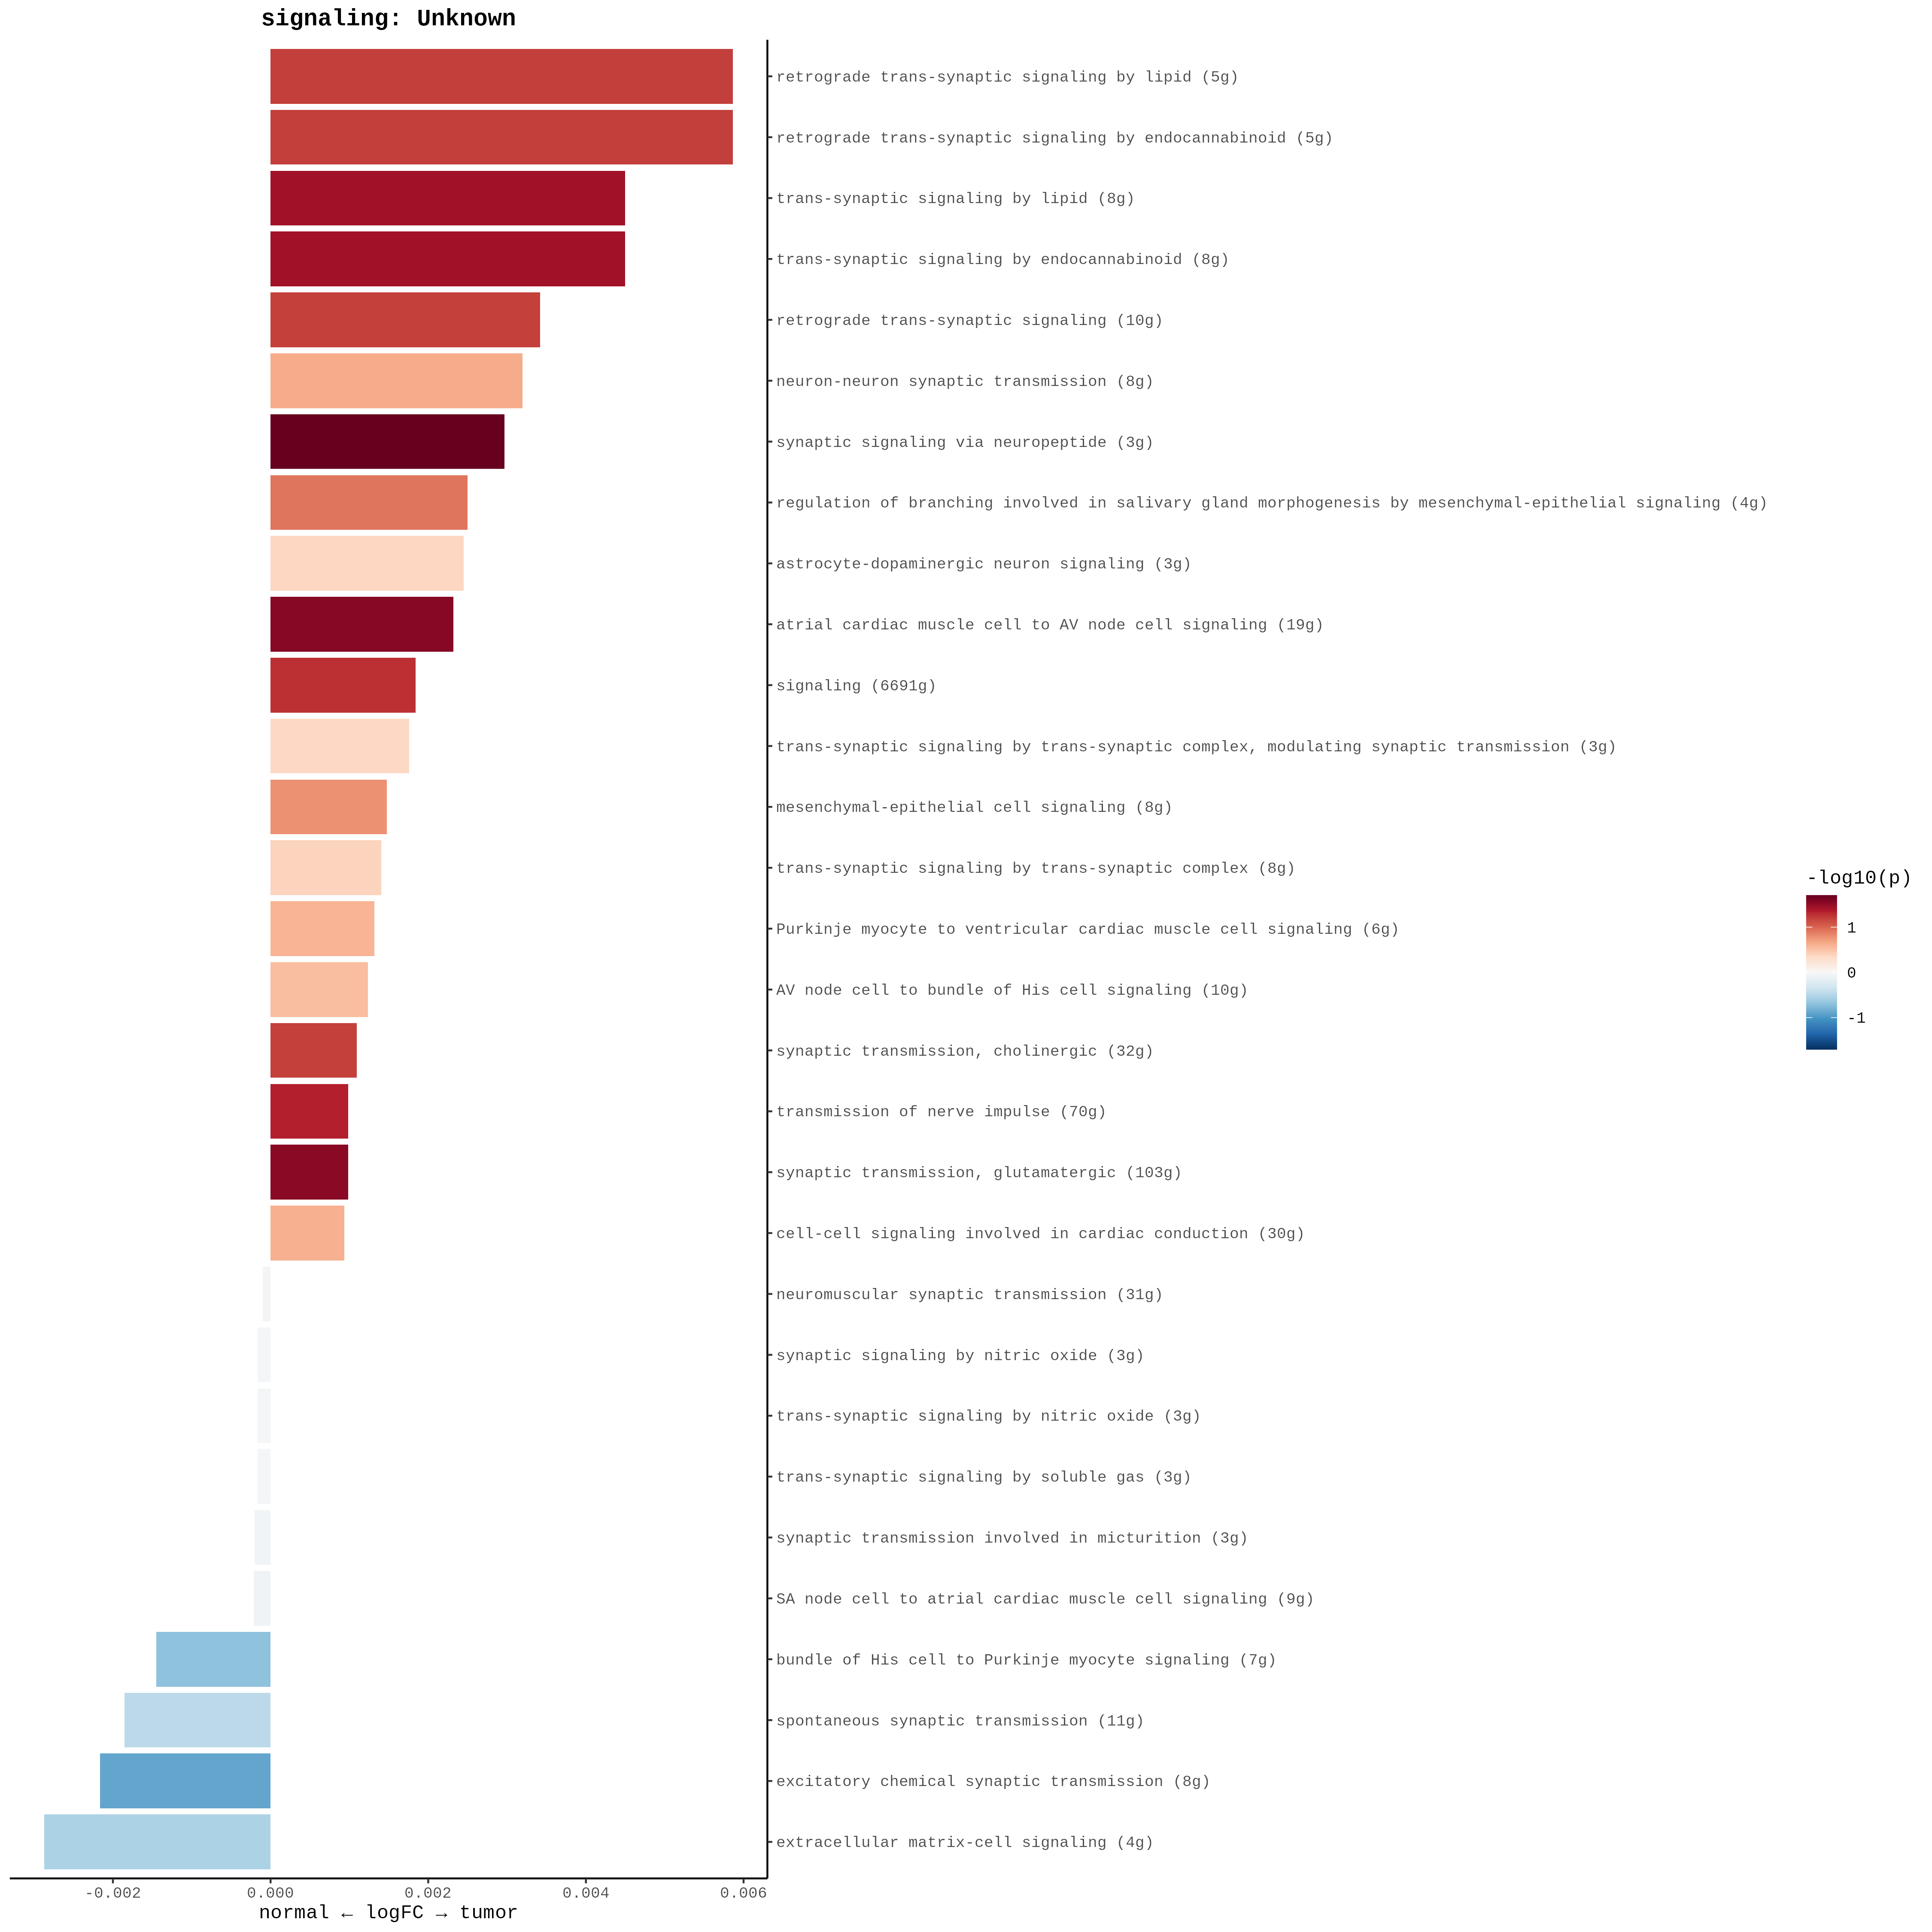 signaling: Unknown
retrograde trans-synaptic signaling by lipid (5g)
retrograde trans-synaptic signaling by endocannabinoid (5g)
trans-synaptic signaling by lipid (8g)
trans-synaptic signaling by endocannabinoid (8g)
retrograde trans-synaptic signaling (10g)
neuron-neuron synaptic transmission (8g)
synaptic signaling via neuropeptide (3g)
regulation of branching involved in salivary gland morphogenesis by mesenchymal-epithelial signaling (4g)
astrocyte-dopaminergic neuron signaling (3g)
atrial cardiac muscle cell to AV node cell signaling (19g)
signaling (6691g)
trans-synaptic signaling by trans-synaptic complex, modulating synaptic transmission (3g)
mesenchymal-epithelial cell signaling (8g)
trans-synaptic signaling by trans-synaptic complex (8g)
Purkinje myocyte to ventricular cardiac muscle cell signaling (6g)
AV node cell to bundle of His cell signaling (10g)
synaptic transmission, cholinergic (32g)
transmission of nerve impulse (70g)
synaptic transmission, glutamatergic (103g)
cell-cell signaling involved in cardiac conduction (30g)
neuromuscular synaptic transmission (31g)
synaptic signaling by nitric oxide (3g)
trans-synaptic signaling by nitric oxide (3g)
trans-synaptic signaling by soluble gas (3g)
synaptic transmission involved in micturition (3g)
SA node cell to atrial cardiac muscle cell signaling (9g)
bundle of His cell to Purkinje myocyte signaling (7g)
spontaneous synaptic transmission (11g)
excitatory chemical synaptic transmission (8g)
extracellular matrix-cell signaling (4g)
-0.002 0.000 0.002 0.004 0.006
normal ← logFC → tumor
-log10(p)
1
0
-1